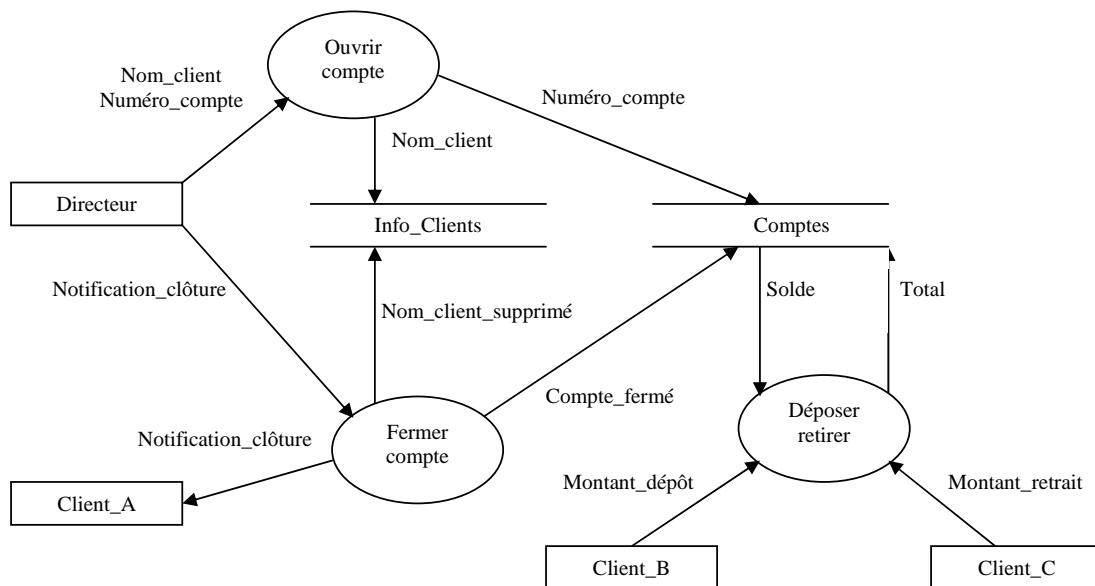 Ouvrir
compte
Nom_client
Numéro_compte
Numéro_compte
Nom_client
Directeur
Info_Clients
Comptes
Notification_clôture
Solde
Total
Nom_client_supprimé
Compte_fermé
Déposer
retirer
Notification_clôture
Fermer
compte
Montant_dépôt
Montant_retrait
Client_A
Client_B
Client_C